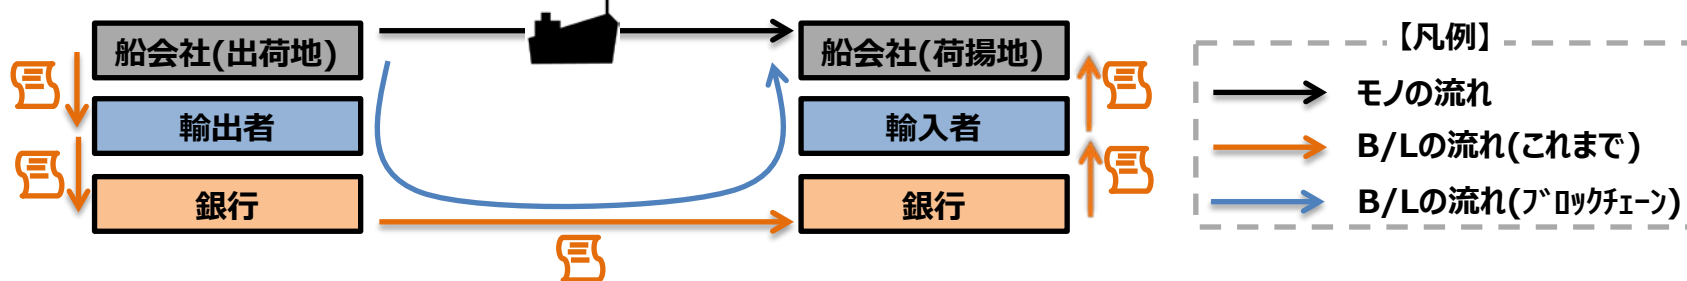 船会社(出荷地)
輸出者
銀行
船会社(荷揚地)
輸入者
銀行
【凡例】
モノの流れ
B/Lの流れ(これまで)
B/Lの流れ(ﾌﾞﾛｯｸﾁｪｰﾝ)